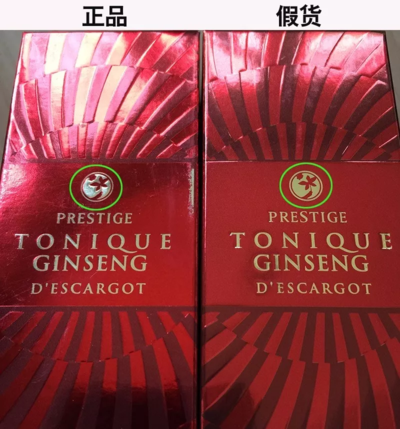 正品
假货
PRESTIGE
TONIQUE
GINSENG
D'ESCARGOT
PRESTIGE
TONIQUE
GINSENG
D'ESCARGOT